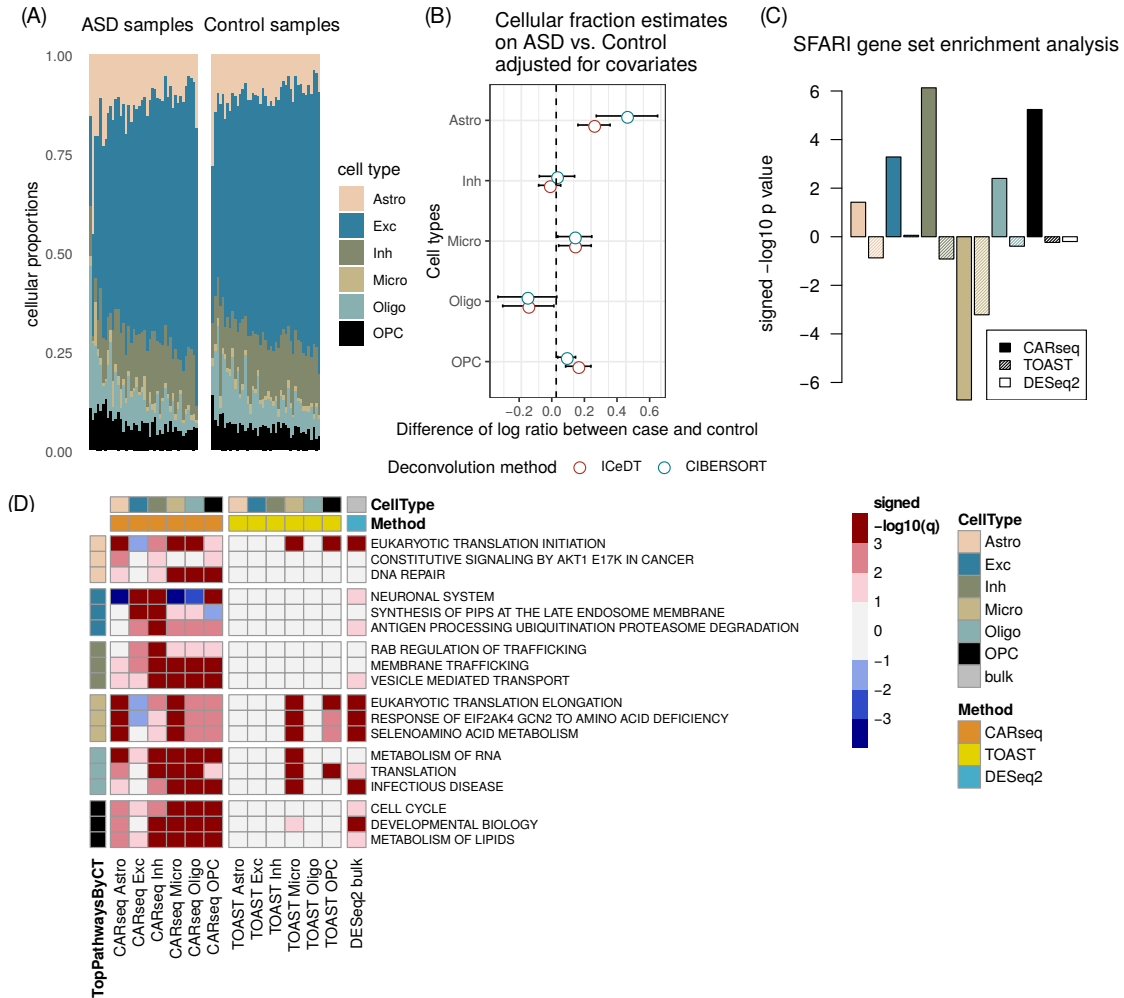 (A)
ASD samples
Control samples
1.00
0.75
0.50
0.25
0.00
cellular proportions
cell type
Astro
Exc
Inh
Micro
Oligo
OPC
(B)
Cellular fraction estimates
on ASD vs. Control
adjusted for covariates
Cell types
Astro
Inh
Micro
Oligo
OPC
−0.2
0.0
0.2
0.4
0.6
Difference of log ratio between case and control
Deconvolution method
ICeDT
CIBERSORT
(C)
SFARI gene set enrichment analysis
signed −log10 p value
6
4
2
0
−2
−4
−6
CARseq
TOAST
DESeq2
(D)
CellType
Method
EUKARYOTIC TRANSLATION INITIATION
CONSTITUTIVE SIGNALING BY AKT1 E17K IN CANCER
DNA REPAIR
NEURONAL SYSTEM
SYNTHESIS OF PIPS AT THE LATE ENDOSOME MEMBRANE
ANTIGEN PROCESSING UBIQUITINATION PROTEASOME DEGRADATION
RAB REGULATION OF TRAFFICKING
MEMBRANE TRAFFICKING
VESICLE MEDIATED TRANSPORT
EUKARYOTIC TRANSLATION ELONGATION
RESPONSE OF EIF2AK4 GCN2 TO AMINO ACID DEFICIENCY
SELENOAMINO ACID METABOLISM
METABOLISM OF RNA
TRANSLATION
INFECTIOUS DISEASE
CELL CYCLE
DEVELOPMENTAL BIOLOGY
METABOLISM OF LIPIDS
TopPathwaysByCT
CARseq Astro
CARseq Exc
CARseq Inh
CARseq Micro
CARseq Oligo
CARseq OPC
TOAST Astro
TOAST Exc
TOAST Inh
TOAST Micro
TOAST Oligo
TOAST OPC
DESeq2 bulk
signed
−log10(q)
3
2
1
0
−1
−2
−3
CellType
Astro
Exc
Inh
Micro
Oligo
OPC
bulk
Method
CARseq
TOAST
DESeq2